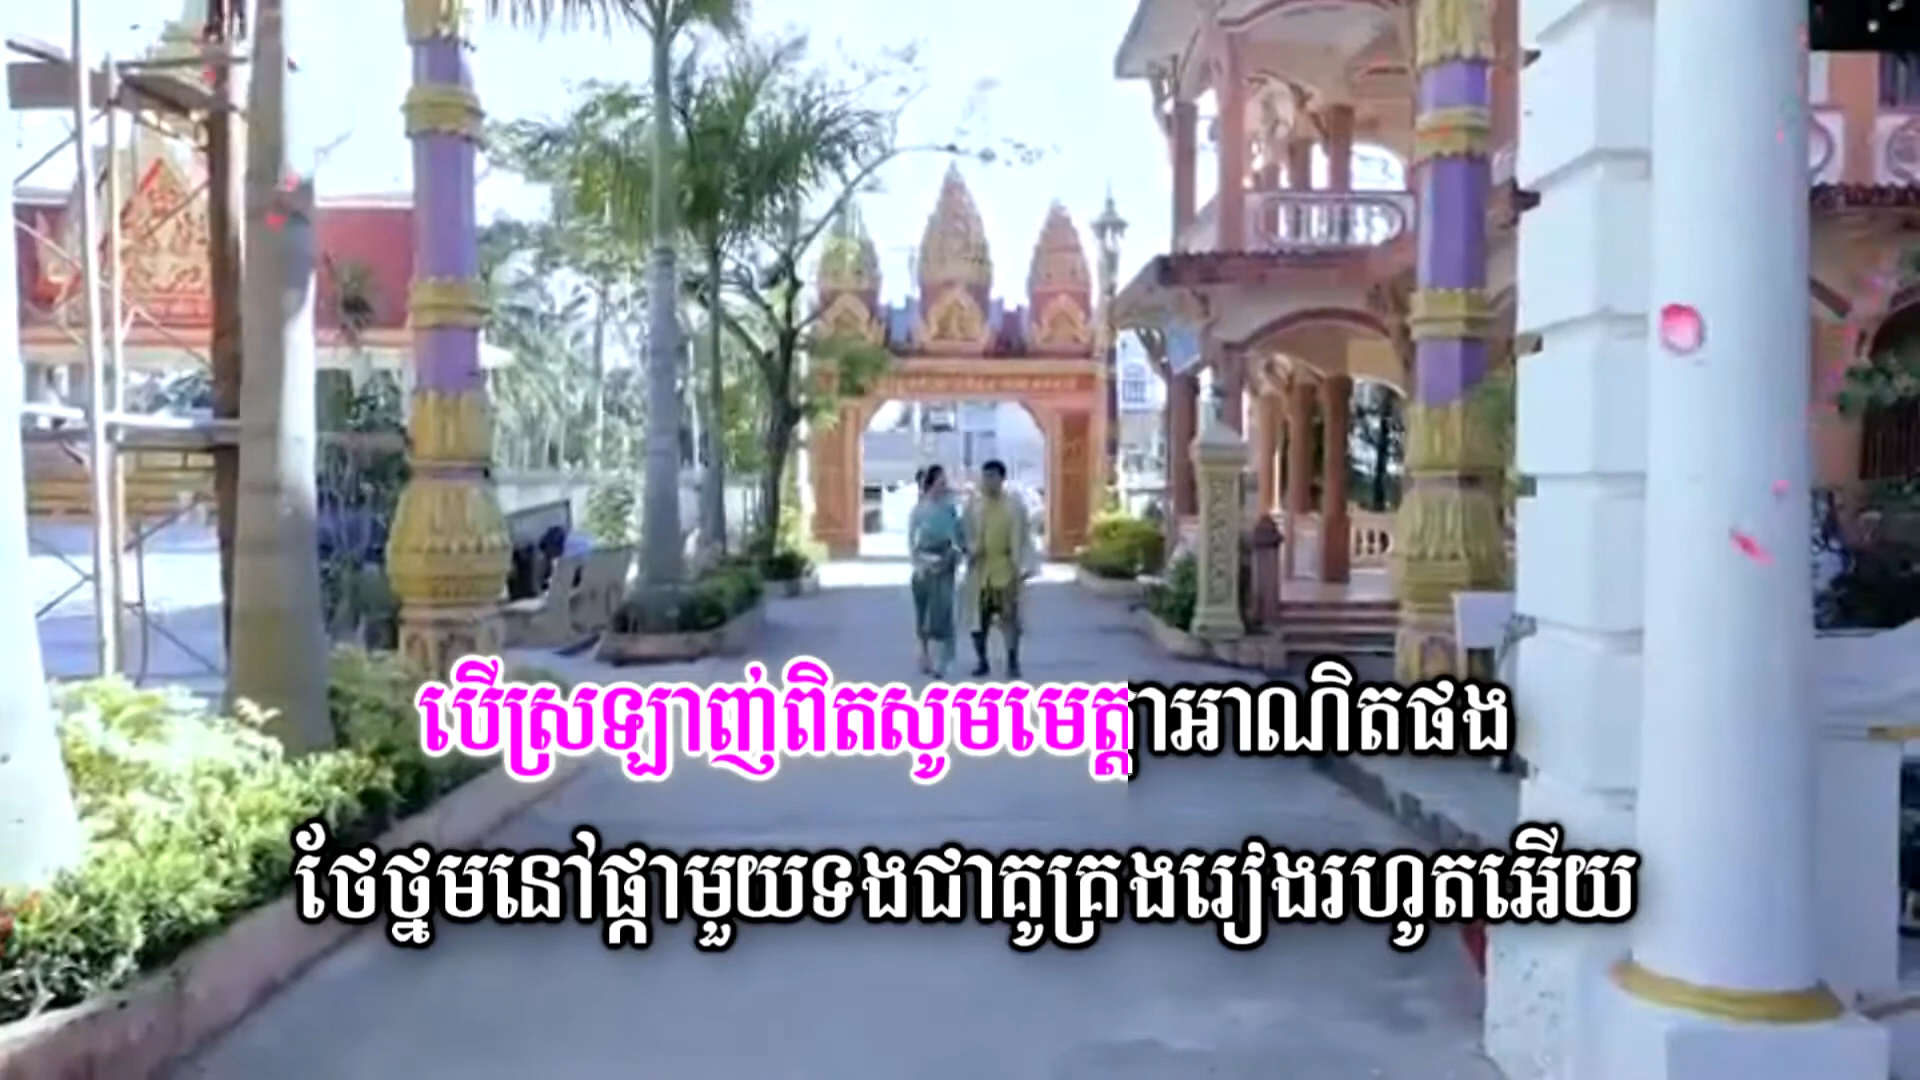 បើស្រឡាញ់ពិតសូមមេត្តាអាណិតផង
ថែថ្នមនៅផ្កាមួយទងជាគូគ្រងរៀងរហូតអើយ